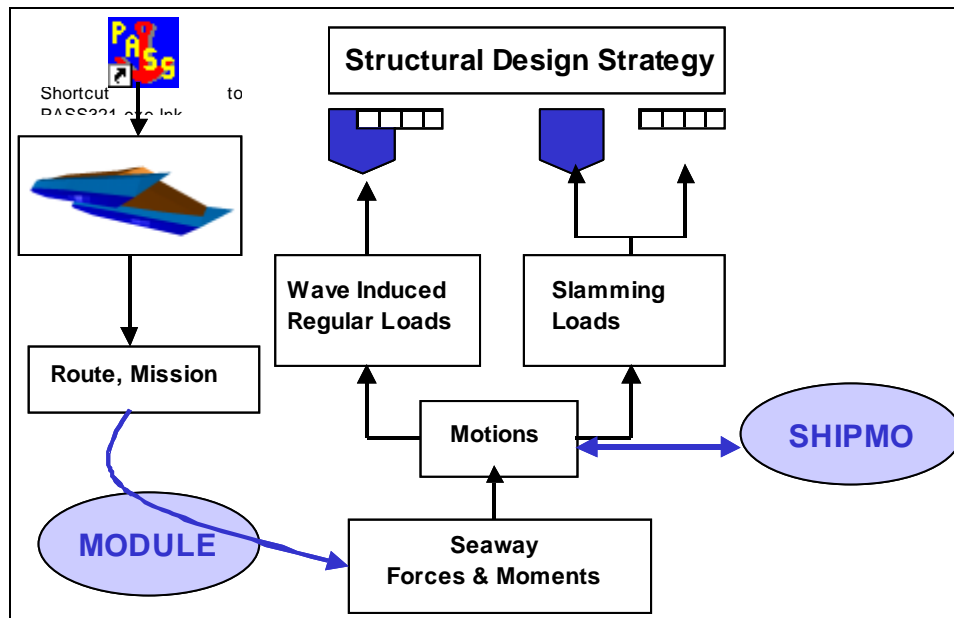 PASS
Structural Design Strategy
Shortcut to
Wave Induced
Regular Loads
Slamming
Loads
Route, Mission
Motions
SHIPMO
MODULE
Seaway
Forces & Moments